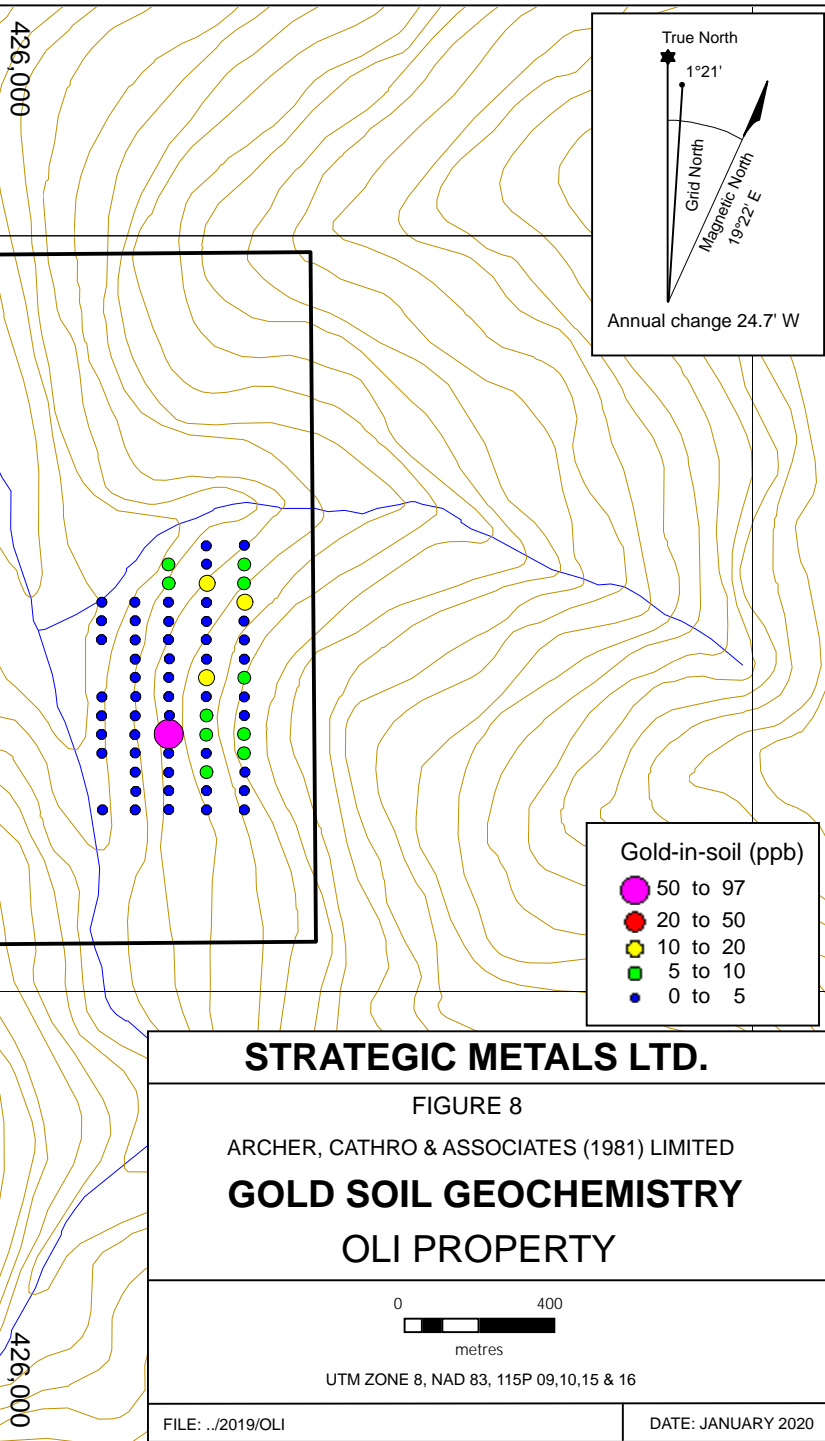 426,000
True North
1°21'
Grid North
Magnetic North
19°22' E
Annual change 24.7' W
Gold-in-soil (ppb)
50 to 97
20 to 50
10 to 20
5 to 10
0 to 5
STRATEGIC METALS LTD.
FIGURE 8
ARCHER, CATHRO & ASSOCIATES (1981) LIMITED
GOLD SOIL GEOCHEMISTRY
OLI PROPERTY
0 400
metres
UTM ZONE 8, NAD 83, 115P 09,10,15 & 16
FILE: ../2019/OLI
DATE: JANUARY 2020
426,000